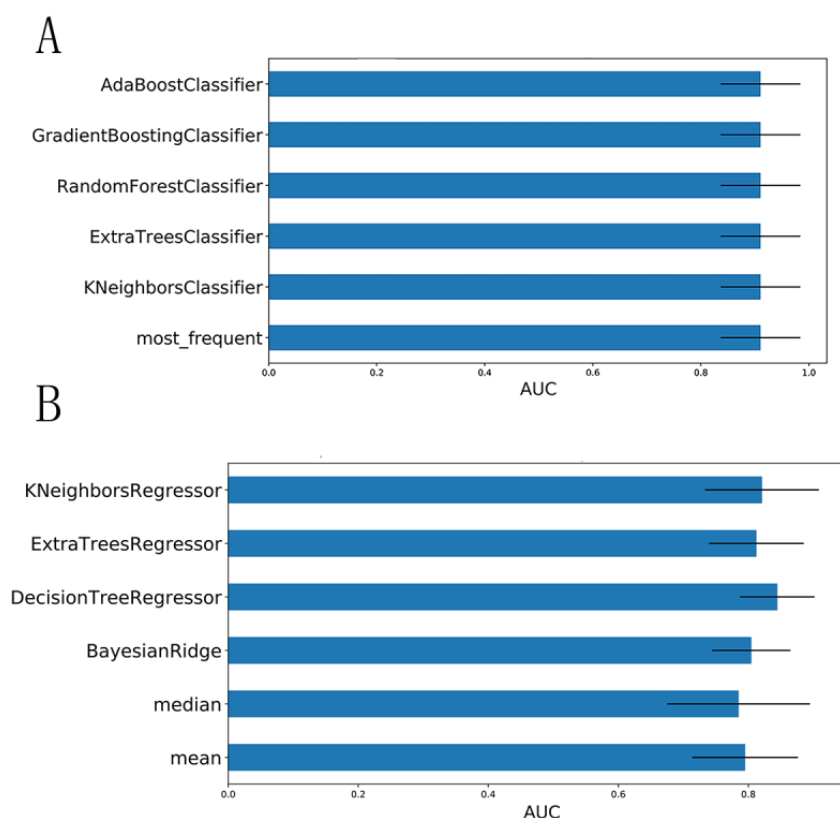 A
AdaBoostClassifier
GradientBoostingClassifier
RandomForestClassifier
ExtraTreesClassifier
KNeighborsClassifier
most_frequent
0.0 0.2 0.4 0.6 0.8 1.0
AUC
B
KNeighborsRegressor
ExtraTreesRegressor
DecisionTreeRegressor
BayesianRidge
median
mean
0.0 0.2 0.4 0.6 0.8
AUC